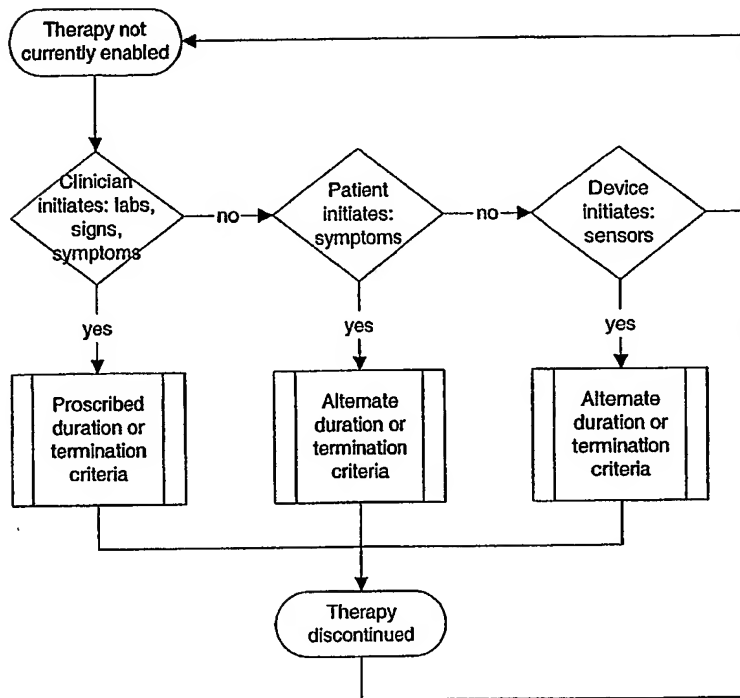 Therapy not
currently enabled
Clinician
initiates: labs,
signs,
symptoms
no
Patient
initiates:
symptoms
no
Device
initiates:
sensors
yes
yes
yes
Proscribed
duration or
termination
criteria
Alternate
duration or
termination
criteria
Alternate
duration or
termination
criteria
Therapy
discontinued